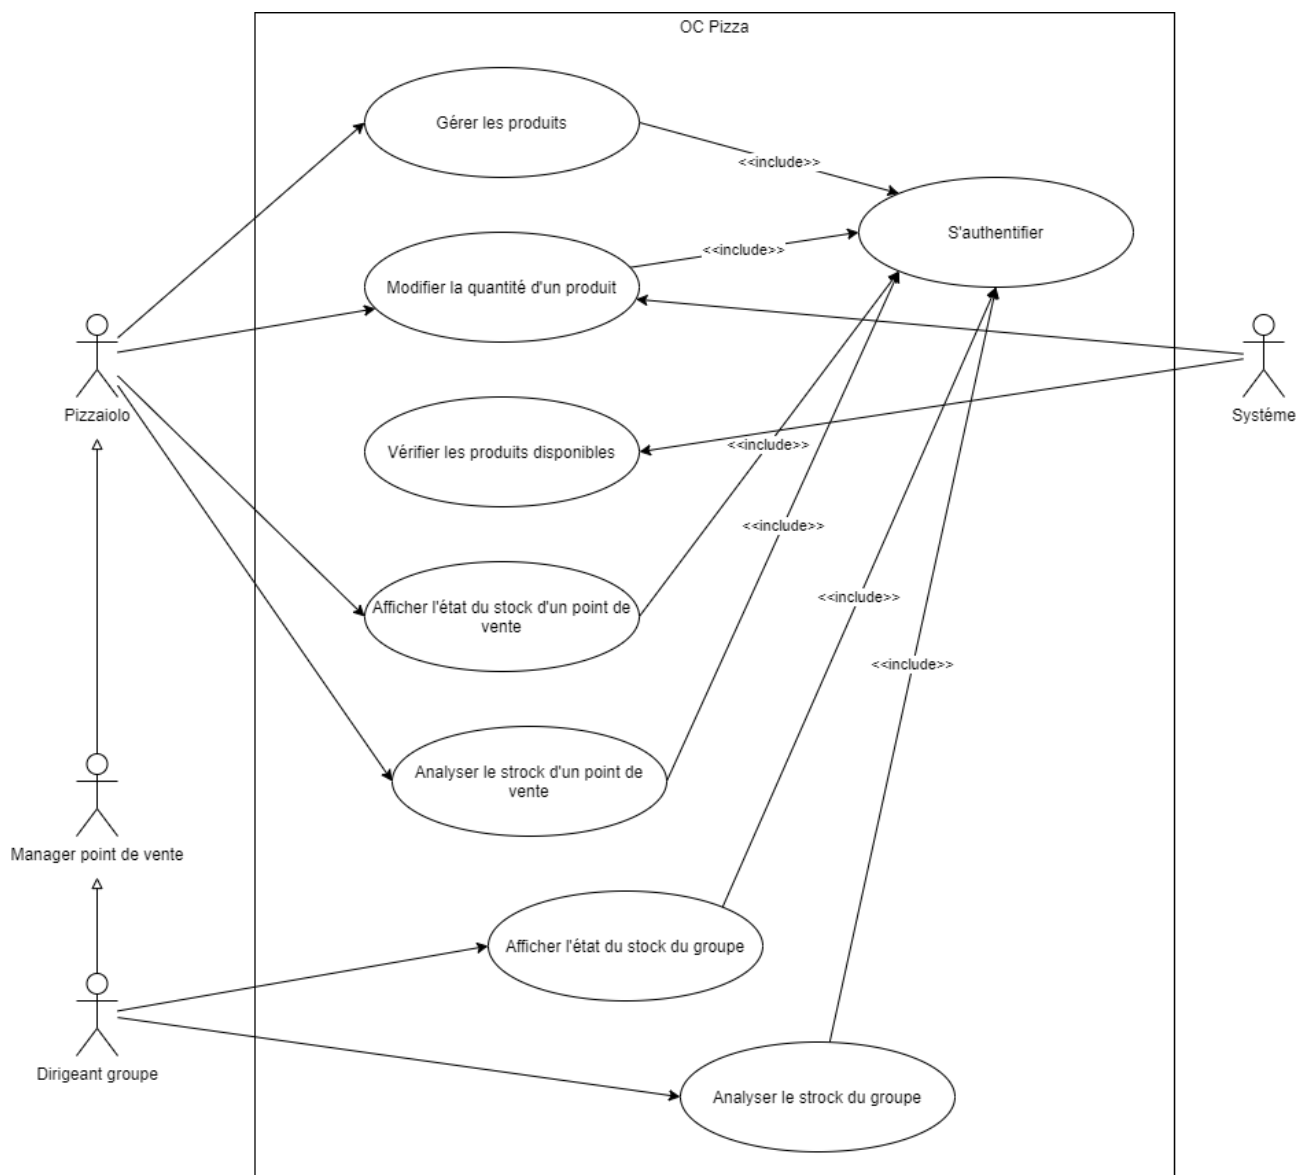 OC Pizza
Gérer les produits
<<include>>
S'authentifier
<<include>>
Modifier la quantité d'un produit
Pizzaiolo
Systéme
Vérifier les produits disponibles
<<include>>
<<include>>
Afficher l'état du stock d'un point de
vente
<<include>>
<<include>>
Analyser le strock d'un point de
vente
Manager point de vente
Afficher l'état du stock du groupe
Dirigeant groupe
Analyser le strock du groupe